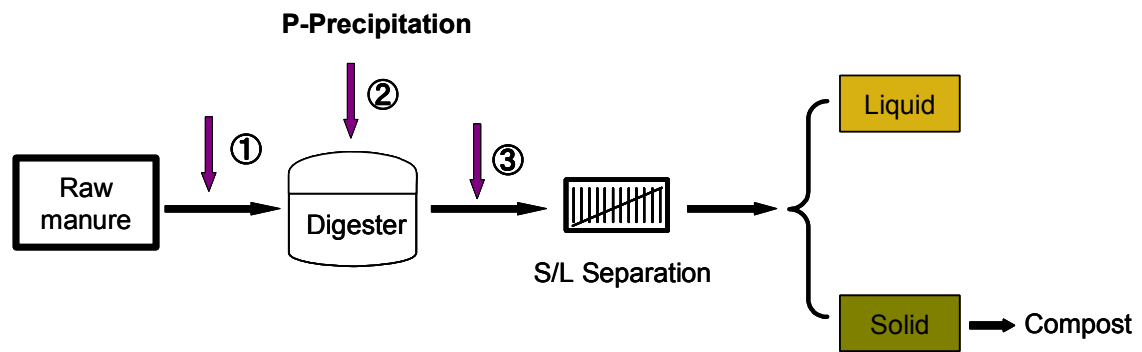 P-Precipitation
①
②
③
Raw
manure
Digester
S/L Separation
Liquid
Solid
Compost